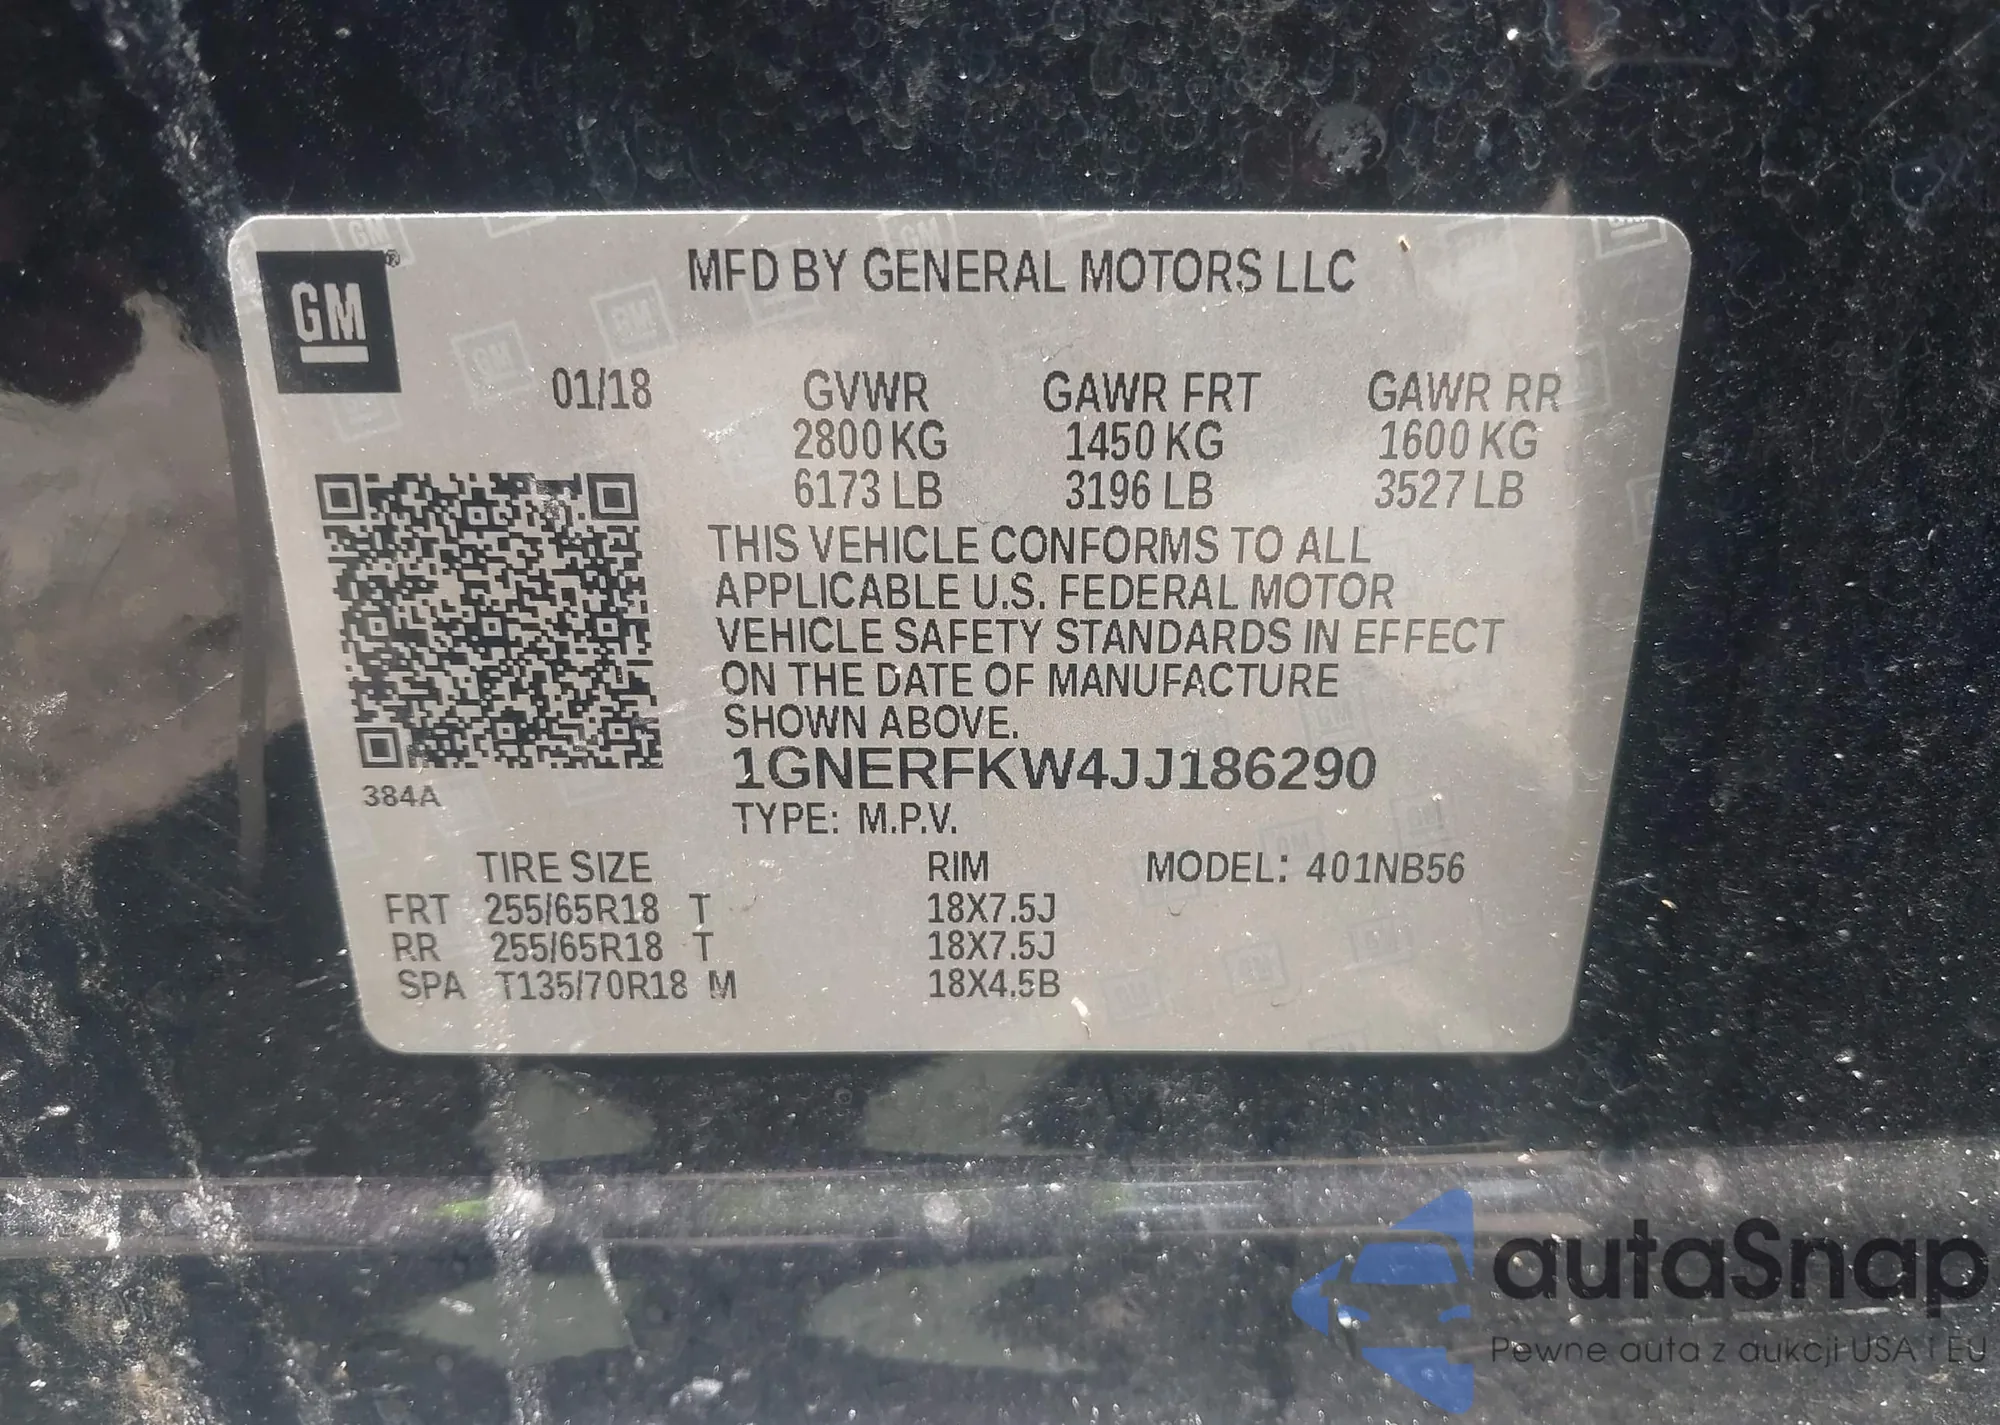 GM®
MFD BY GENERAL MOTORS LLC
01/18 GVWR GAWR FRT GAWR RR
2800 KG 1450 KG 1600 KG
6173 LB 3196 LB 3527 LB
THIS VEHICLE CONFORMS TO ALL
APPLICABLE U.S. FEDERAL MOTOR
VEHICLE SAFETY STANDARDS IN EFFECT
ON THE DATE OF MANUFACTURE
SHOWN ABOVE.
1GNERFKW4JJ186290
384A
TYPE: M.P.V.
TIRE SIZE RIM MODEL: 401NB56
FRT 255/65R18 T 18X7.5J
RR 255/65R18 T 18X7.5J
SPA T135/70R18 M 18X4.5B
autaSnap
Pewne auta z aukcji USA i EU